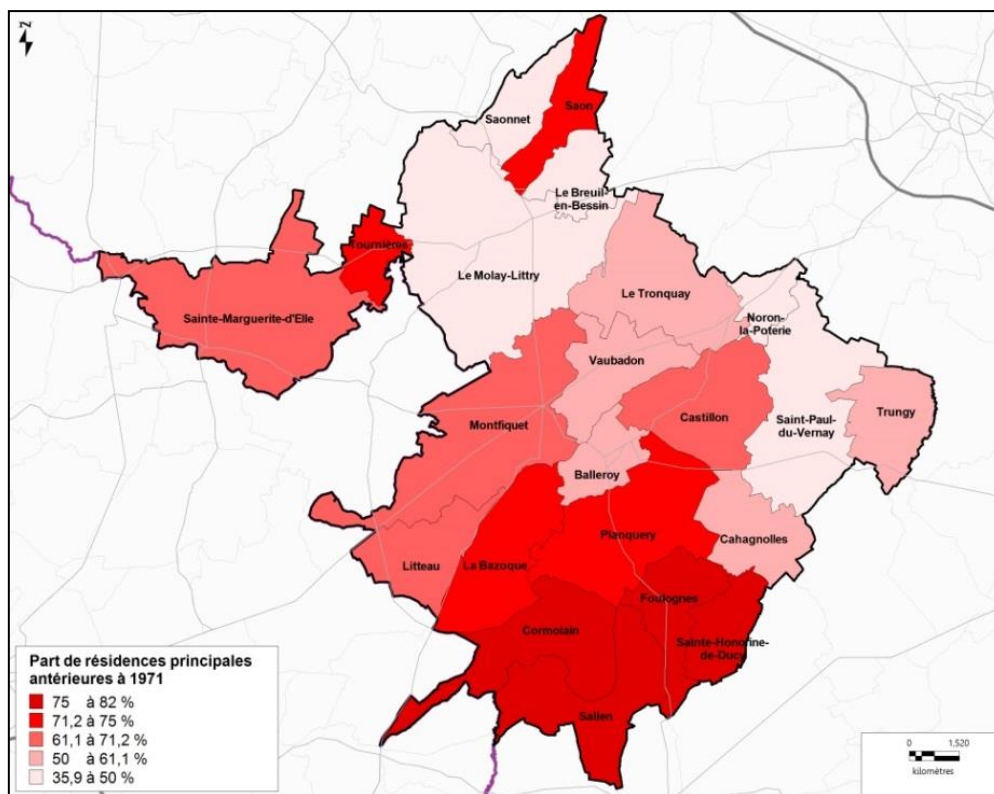 N
Saon
Saonnet
Le Breuil-
en-Bessin
Tournières
Le Molay-Littry
Le Tronquay
Sainte-Marguerite-d'Elle
Noron-
la-Poterie
Vaubadon
Castillon
Trungy
Saint-Paul-
du-Vernay
Montfiquet
Balleroy
Planquery
Cahagnolles
Litteau
La Bazoque
Foulognes
Cormolain
Sainte-Honorine-
de-Ducy
Sallen
Part de résidences principales
antérieures à 1971
75 à 82 %
71,2 à 75 %
61,1 à 71,2 %
50 à 61,1 %
35,9 à 50 %
0 1,520
kilomètres